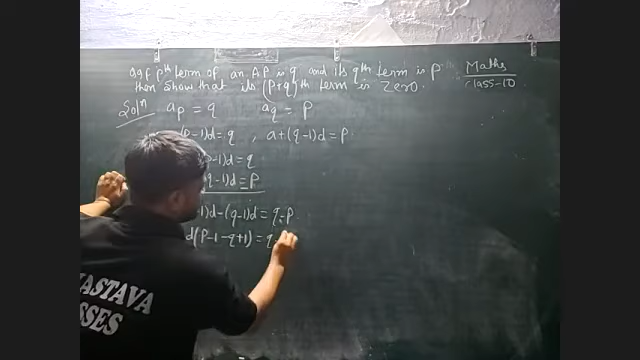 Q If pth term of an A.P is q and its qth term is P
then show that its (P+q)th term is Zero.
Maths
Class-10
Soln
ap = q
aq = P
P-1)d = q , a+(q-1)d = P
-1)d = q
(q-1)d = P
-1)d-(q-1)d = q-P
d(P-1-q+1) = q-
ASTAVA
SSES